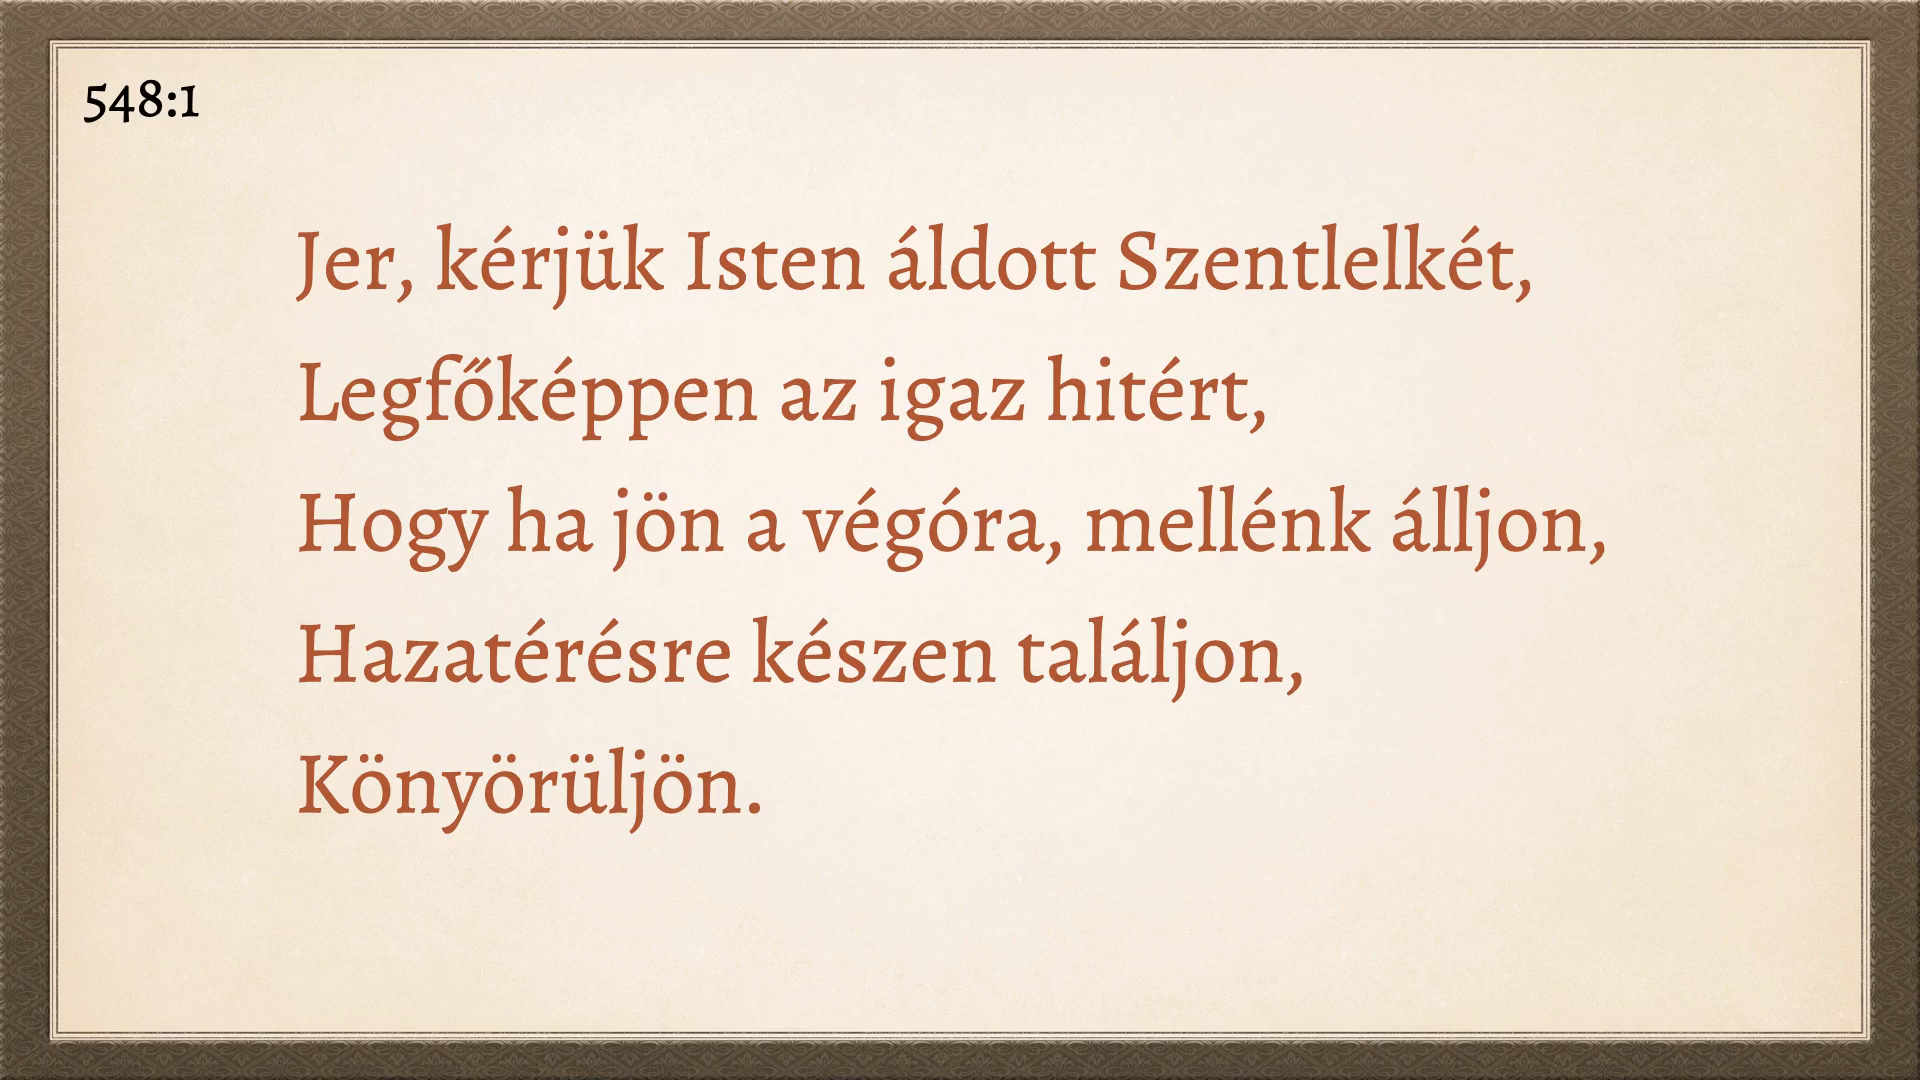 548:1
Jer, kérjük Isten áldott Szentlelkét,
Legfőképpen az igaz hitért,
Hogy ha jön a végóra, mellénk álljon,
Hazatérésre készen találjon,
Könyörüljön.